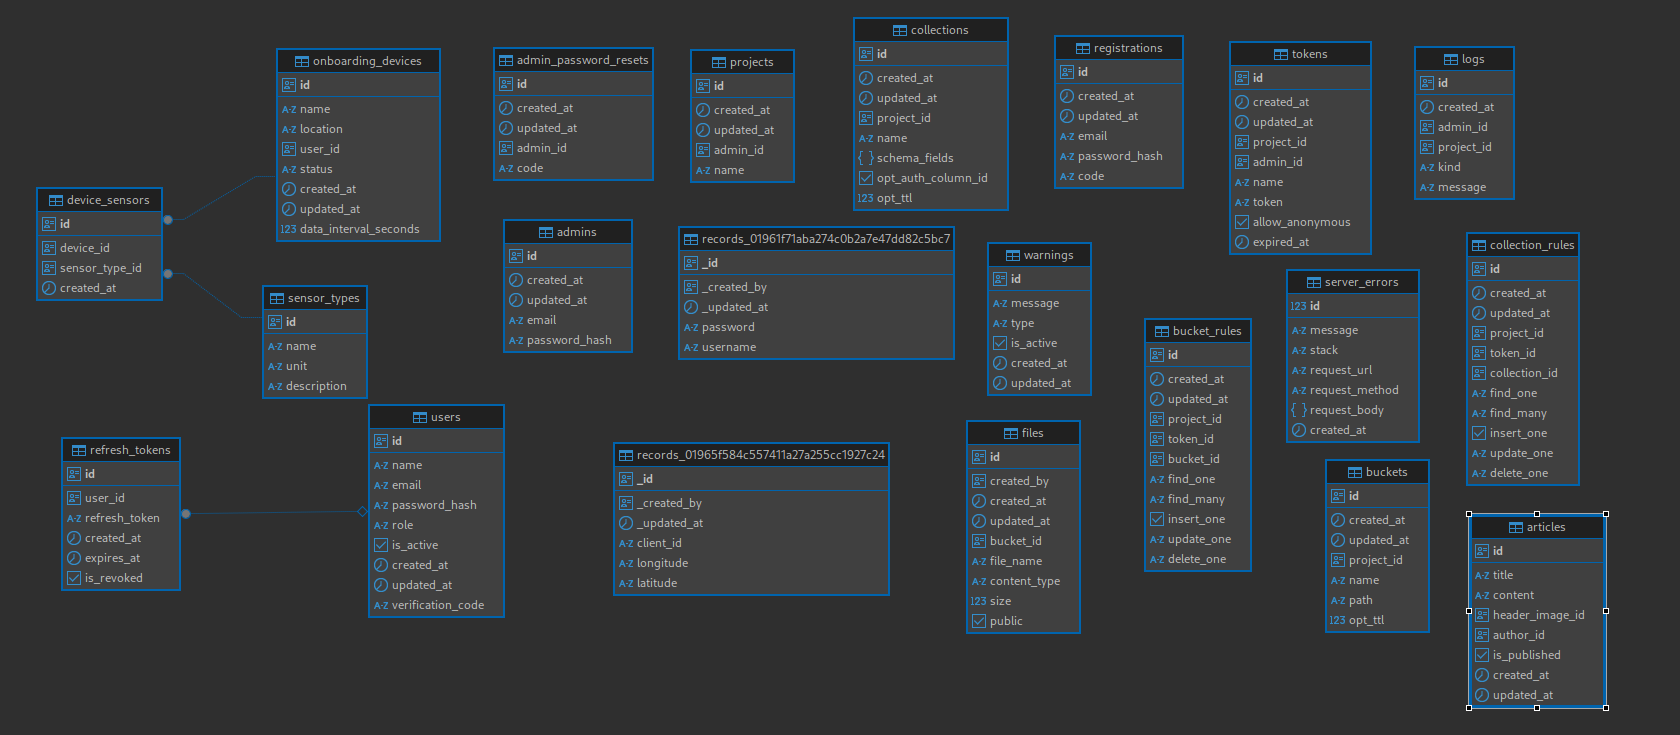 onboarding_devices
id
name
location
user_id
status
created_at
updated_at
123 data_interval_seconds
admin_password_resets
id
created_at
updated_at
admin_id
code
projects
id
created_at
updated_at
admin_id
name
collections
id
created_at
updated_at
project_id
name
schema_fields
opt_auth_column_id
123 opt_ttl
registrations
id
created_at
updated_at
email
password_hash
code
tokens
id
created_at
updated_at
project_id
admin_id
name
token
allow_anonymous
expired_at
logs
id
created_at
admin_id
project_id
kind
message
device_sensors
id
device_id
sensor_type_id
created_at
sensor_types
id
name
unit
description
admins
id
created_at
updated_at
email
password_hash
records_01961f71aba274c0b2a7e47dd82c5bc7
_id
_created_by
_updated_at
password
username
warnings
id
message
type
is_active
created_at
updated_at
collection_rules
id
created_at
updated_at
project_id
token_id
collection_id
find_one
find_many
insert_one
update_one
delete_one
server_errors
123 id
message
stack
request_url
request_method
request_body
created_at
bucket_rules
id
created_at
updated_at
project_id
token_id
bucket_id
find_one
find_many
insert_one
update_one
delete_one
refresh_tokens
id
user_id
refresh_token
created_at
expires_at
is_revoked
users
id
name
email
password_hash
role
is_active
created_at
updated_at
verification_code
records_01965f584c557411a27a255cc1927c24
_id
_created_by
_updated_at
client_id
longitude
latitude
files
id
created_by
created_at
updated_at
bucket_id
file_name
content_type
123 size
public
buckets
id
created_at
updated_at
project_id
name
path
123 opt_ttl
articles
id
title
content
header_image_id
author_id
is_published
created_at
updated_at